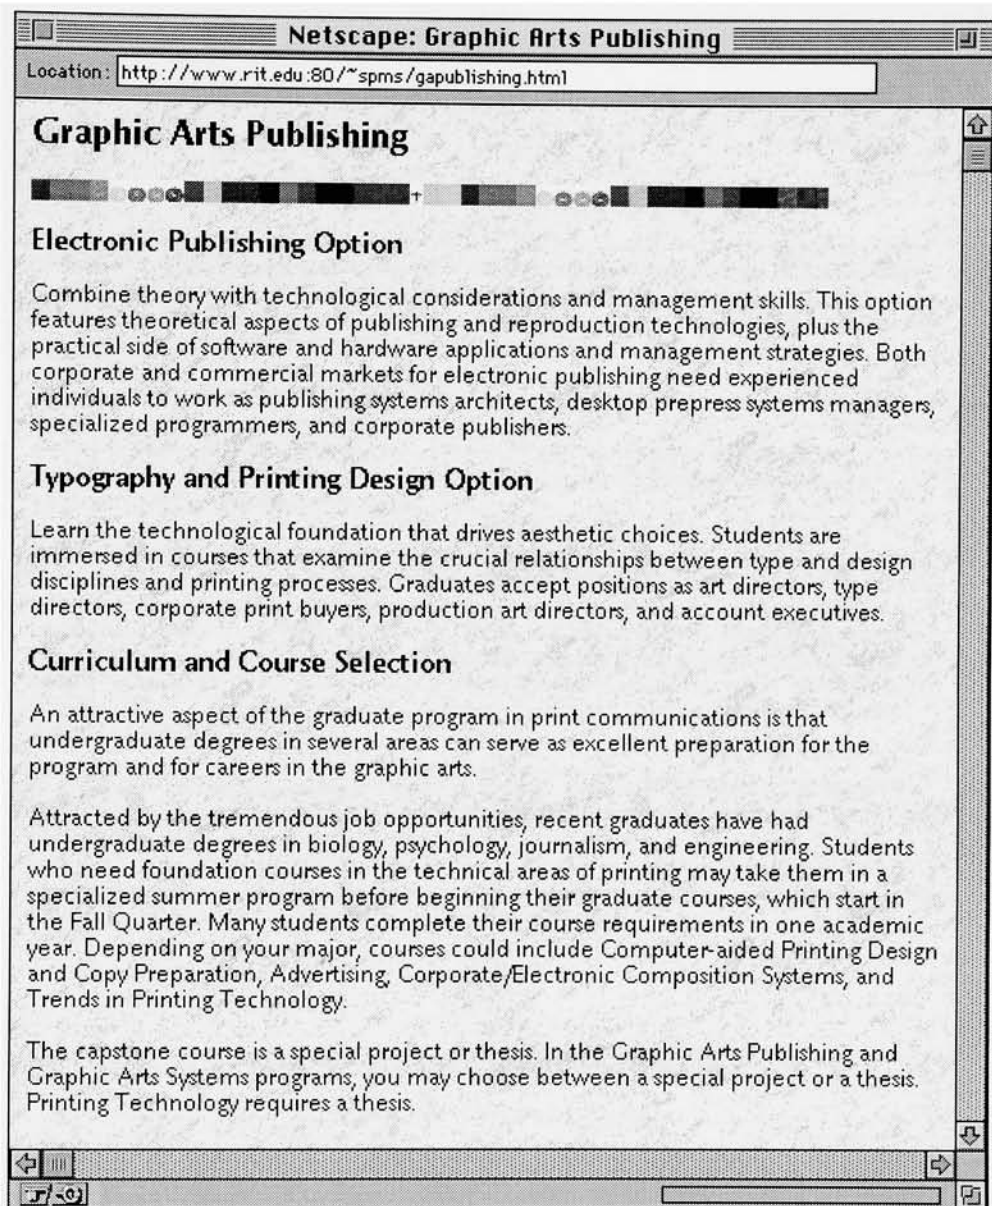 Netscape: Graphic Arts Publishing
Location: http://www.rit.edu:80/~spms/gapublishing.html
Graphic Arts Publishing
Electronic Publishing Option
Combine theory with technological considerations and management skills. This option
features theoretical aspects of publishing and reproduction technologies, plus the
practical side of software and hardware applications and management strategies. Both
corporate and commercial markets for electronic publishing need experienced
individuals to work as publishing systems architects, desktop prepress systems managers,
specialized programmers, and corporate publishers.
Typography and Printing Design Option
Learn the technological foundation that drives aesthetic choices. Students are
immersed in courses that examine the crucial relationships between type and design
disciplines and printing processes. Graduates accept positions as art directors, type
directors, corporate print buyers, production art directors, and account executives.
Curriculum and Course Selection
An attractive aspect of the graduate program in print communications is that
undergraduate degrees in several areas can serve as excellent preparation for the
program and for careers in the graphic arts.
Attracted by the tremendous job opportunities, recent graduates have had
undergraduate degrees in biology, psychology, journalism, and engineering. Students
who need foundation courses in the technical areas of printing may take them in a
specialized summer program before beginning their graduate courses, which start in
the Fall Quarter. Many students complete their course requirements in one academic
year. Depending on your major, courses could include Computer-aided Printing Design
and Copy Preparation, Advertising, Corporate/Electronic Composition Systems, and
Trends in Printing Technology.
The capstone course is a special project or thesis. In the Graphic Arts Publishing and
Graphic Arts Systems programs, you may choose between a special project or a thesis.
Printing Technology requires a thesis.